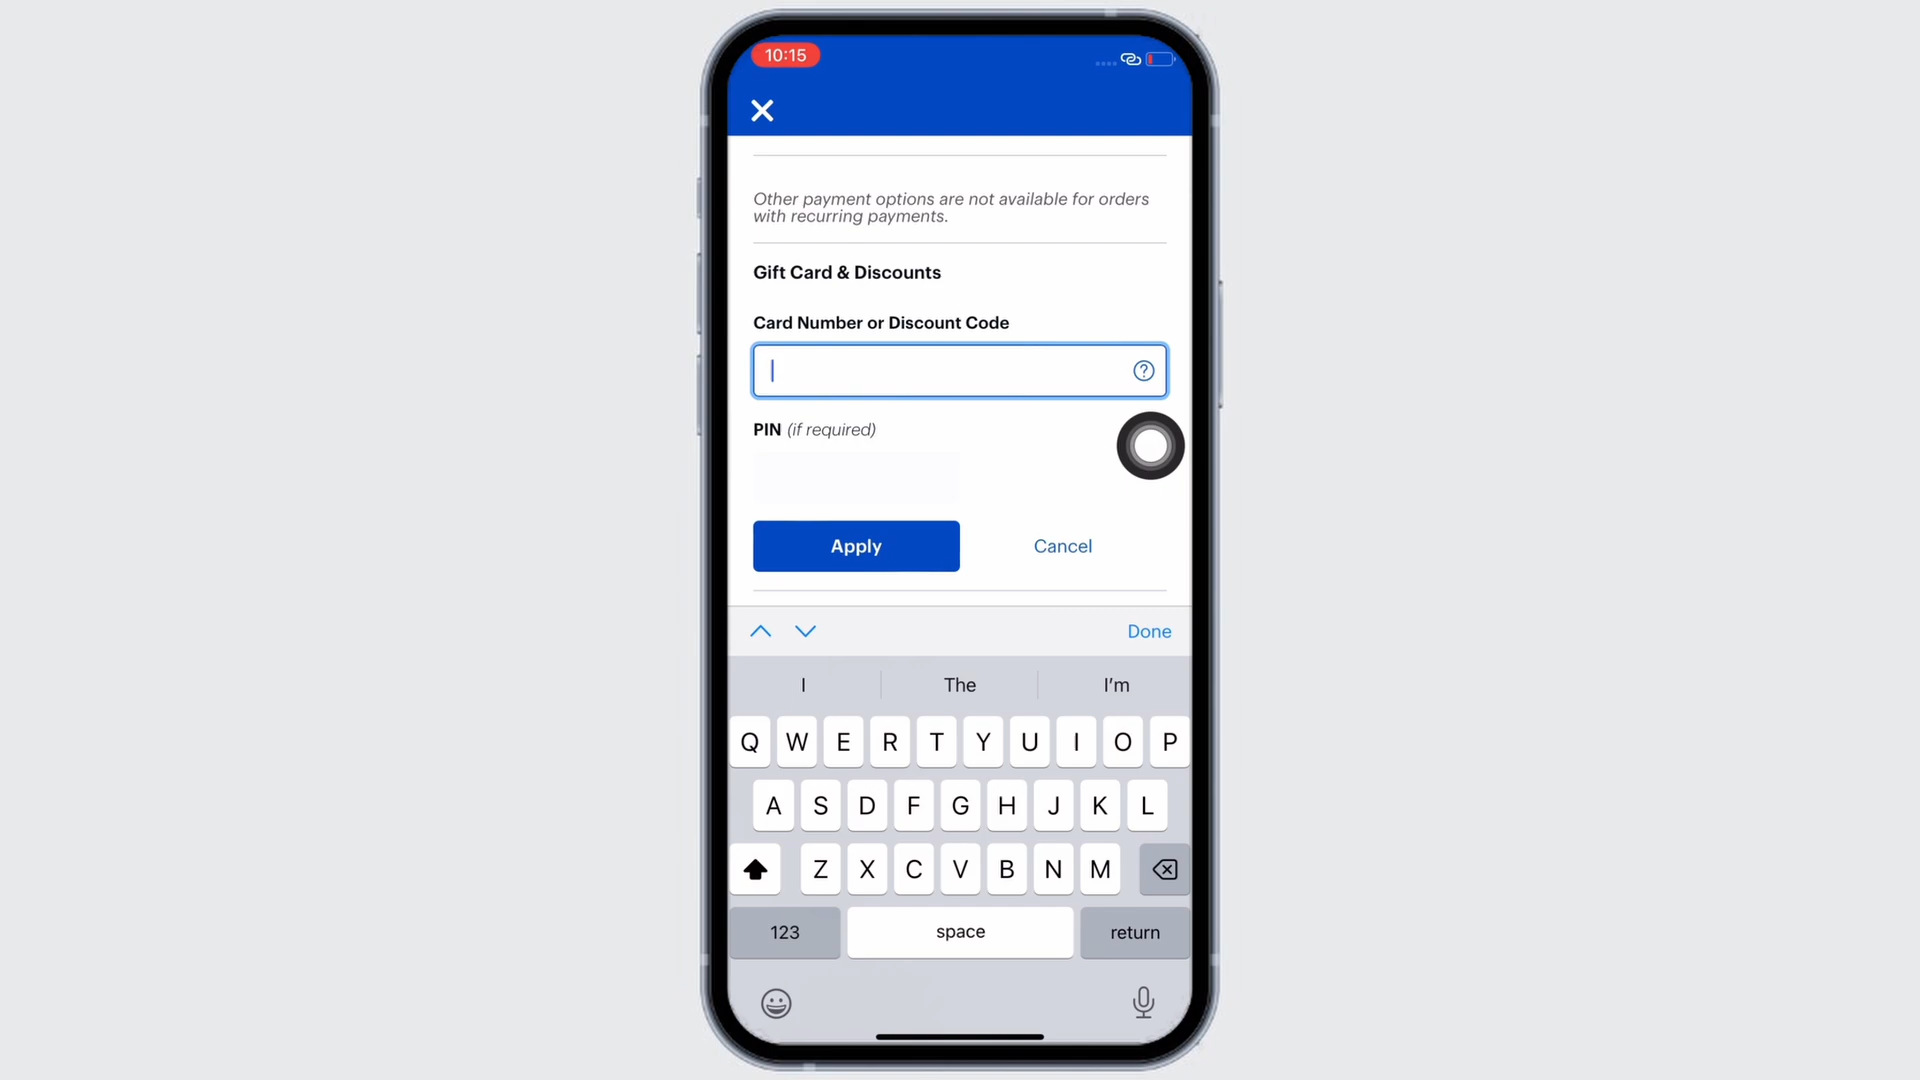 10:15
Other payment options are not available for orders
with recurring payments.
Gift Card & Discounts
Card Number or Discount Code
?
PIN (if required)
Apply
Cancel
Done
I
The
I'm
Q W E R T Y U I O P
A S D F G H J K L
Z X C V B N M
123
space
return